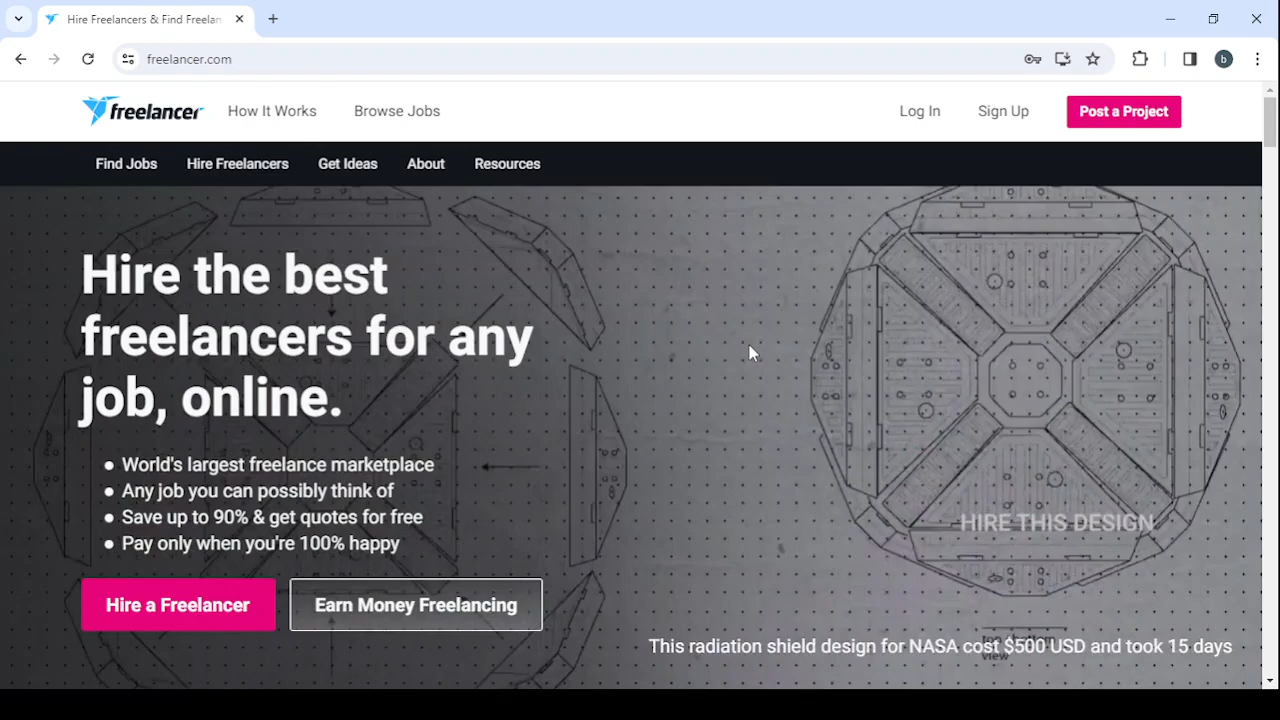 Hire Freelancers & Find Freelan
freelancer.com
b
freelancer
How It Works
Browse Jobs
Log In
Sign Up
Post a Project
Find Jobs
Hire Freelancers
Get Ideas
About
Resources
Hire the best
freelancers for any
job, online.
World's largest freelance marketplace
Any job you can possibly think of
Save up to 90% & get quotes for free
Pay only when you're 100% happy
HIRE THIS DESIGN
Hire a Freelancer
Earn Money Freelancing
This radiation shield design for NASA cost $500 USD and took 15 days
view